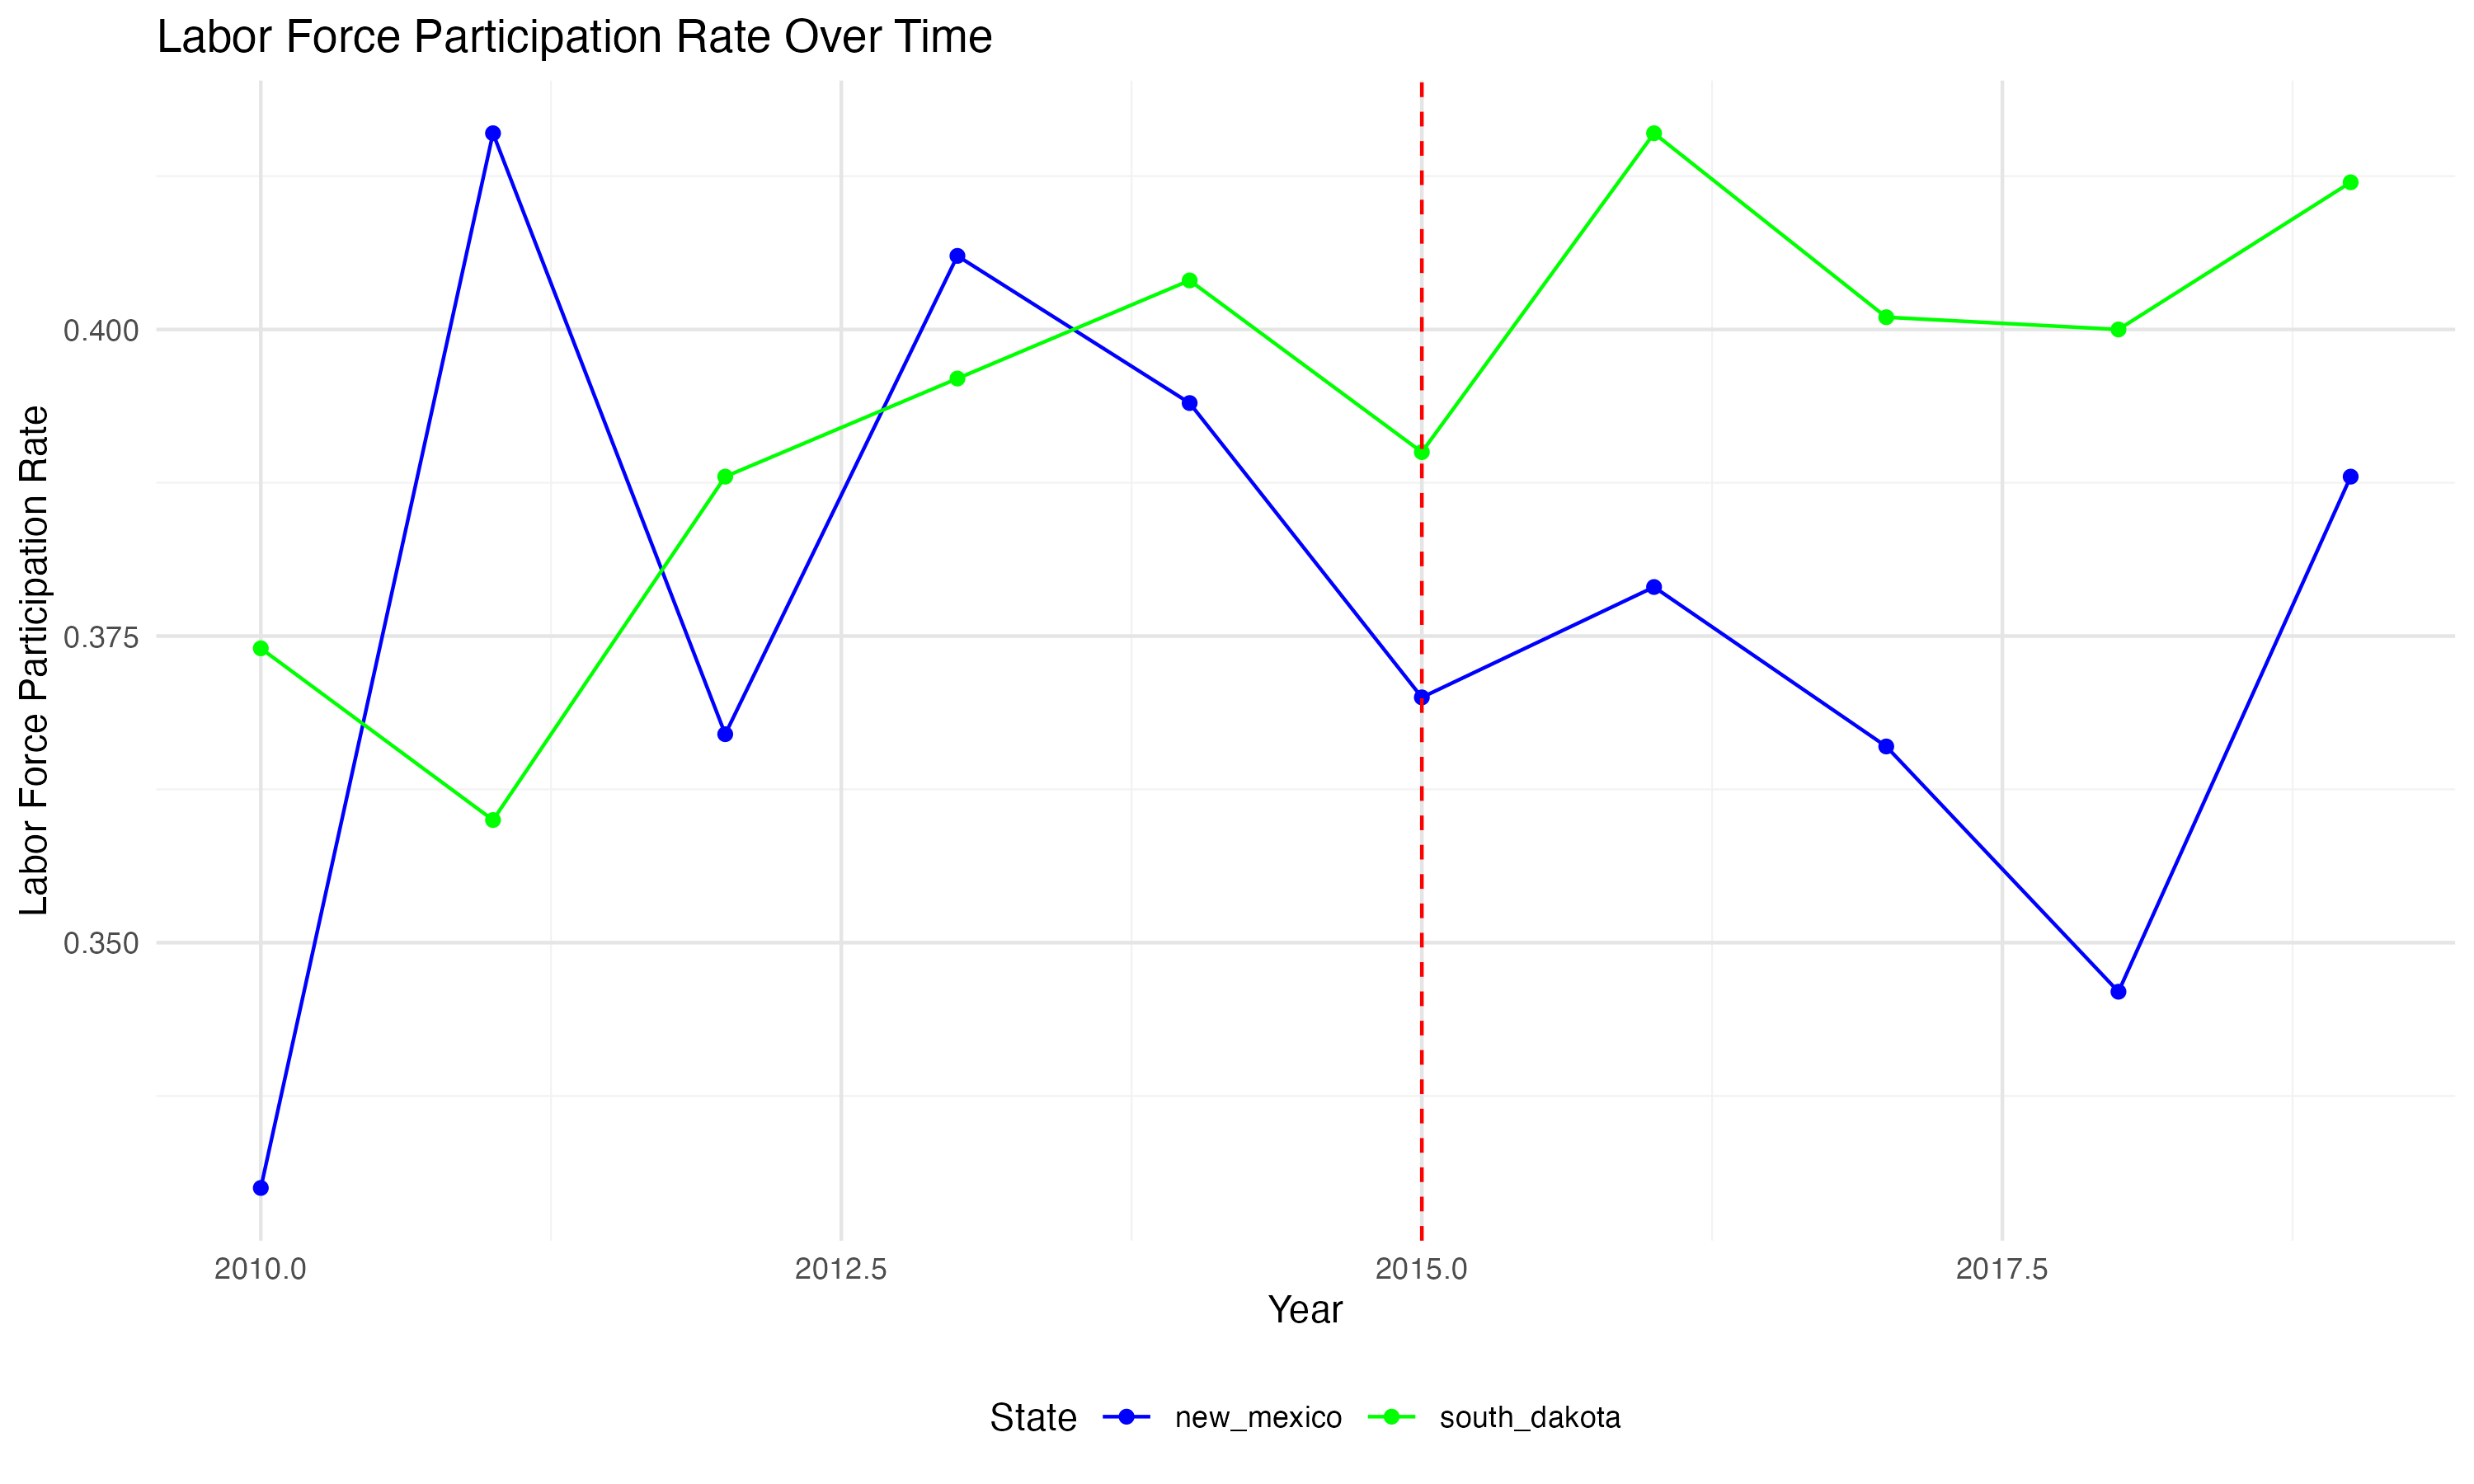 Labor Force Participation Rate Over Time
Labor Force Participation Rate
0.400
0.375
0.350
2010.0 2012.5 2015.0 2017.5
Year
State new_mexico south_dakota